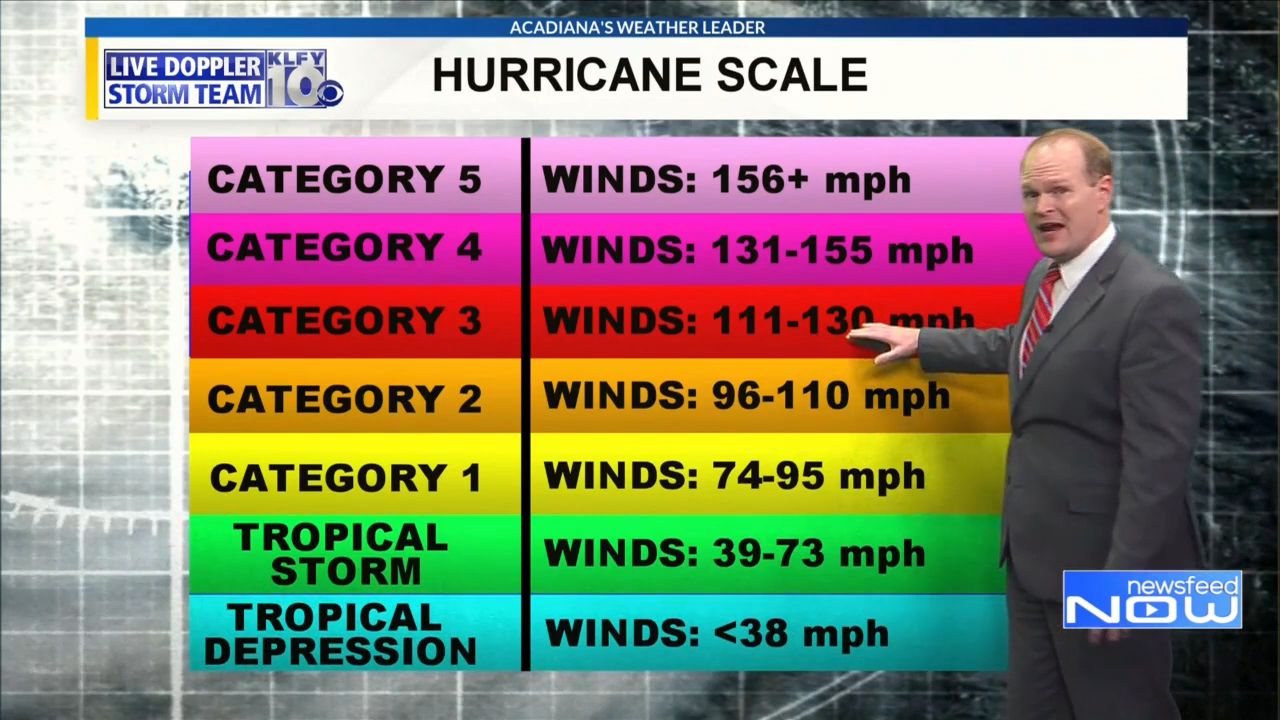 ACADIANA'S WEATHER LEADER
LIVE DOPPLER
STORM TEAM
KLFY
10
HURRICANE SCALE
CATEGORY 5 WINDS: 156+ mph
CATEGORY 4 WINDS: 131-155 mph
CATEGORY 3 WINDS: 111-130 mph
CATEGORY 2 WINDS: 96-110 mph
CATEGORY 1 WINDS: 74-95 mph
TROPICAL
STORM
WINDS: 39-73 mph
TROPICAL
DEPRESSION
WINDS: <38 mph
newsfeed
NOW